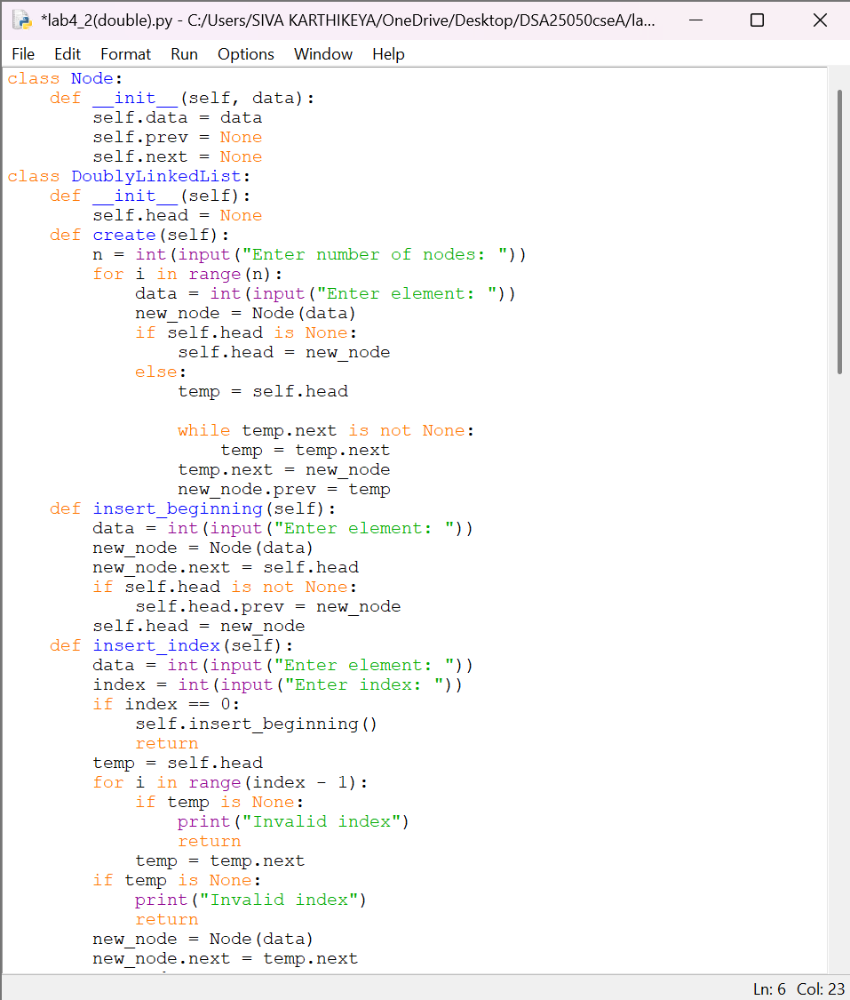 *lab4_2(double).py - C:/Users/SIVA KARTHIKEYA/OneDrive/Desktop/DSA25050cseA/la...
File Edit Format Run Options Window Help
class Node:
    def __init__(self, data):
        self.data = data
        self.prev = None
        self.next = None
class DoublyLinkedList:
    def __init__(self):
        self.head = None
    def create(self):
        n = int(input("Enter number of nodes: "))
        for i in range(n):
            data = int(input("Enter element: "))
            new_node = Node(data)
            if self.head is None:
                self.head = new_node
            else:
                temp = self.head

                while temp.next is not None:
                    temp = temp.next
                temp.next = new_node
                new_node.prev = temp
    def insert_beginning(self):
        data = int(input("Enter element: "))
        new_node = Node(data)
        new_node.next = self.head
        if self.head is not None:
            self.head.prev = new_node
        self.head = new_node
    def insert_index(self):
        data = int(input("Enter element: "))
        index = int(input("Enter index: "))
        if index == 0:
            self.insert_beginning()
            return
        temp = self.head
        for i in range(index - 1):
            if temp is None:
                print("Invalid index")
                return
            temp = temp.next
        if temp is None:
            print("Invalid index")
            return
        new_node = Node(data)
        new_node.next = temp.next
Ln: 6 Col: 23